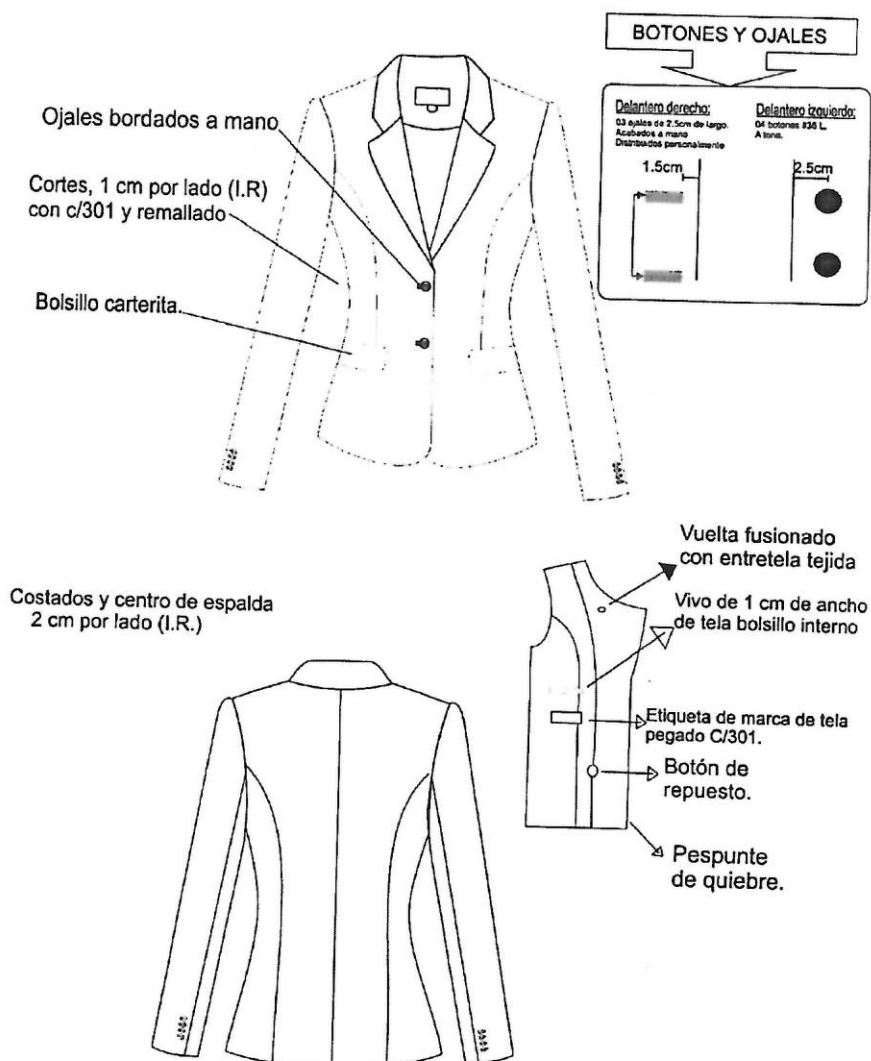 BOTONES Y OJALES
Delantero derecho:
03 ojales de 2.5cm de largo.
Acabados a mano
Distribuidos personalmente
Delantero izquierdo:
04 botones #36 L.
A tono.
1.5cm
2.5cm
Ojales bordados a mano
Cortes, 1 cm por lado (I.R)
con c/301 y remallado
Bolsillo carterita.
Vuelta fusionado
con entretela tejida
Costados y centro de espalda
2 cm por lado (I.R.)
Vivo de 1 cm de ancho
de tela bolsillo interno
Etiqueta de marca de tela
pegado C/301.
Botón de
repuesto.
Pespunte
de quiebre.